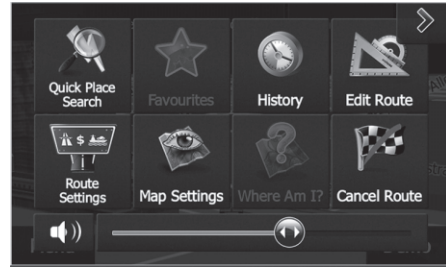 Quick Place
Search
Favourites
History
Edit Route
$
Route
Settings
Map Settings
Where Am I?
?
Cancel Route